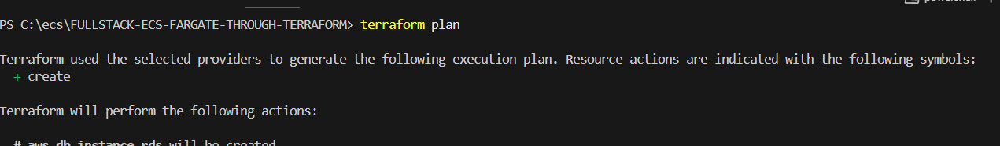 PS C:\ecs\FULLSTACK-ECS-FARGATE-THROUGH-TERRAFORM> terraform plan
Terraform used the selected providers to generate the following execution plan. Resource actions are indicated with the following symbols:
+ create
Terraform will perform the following actions:
# aws_db_instance.rds will be created